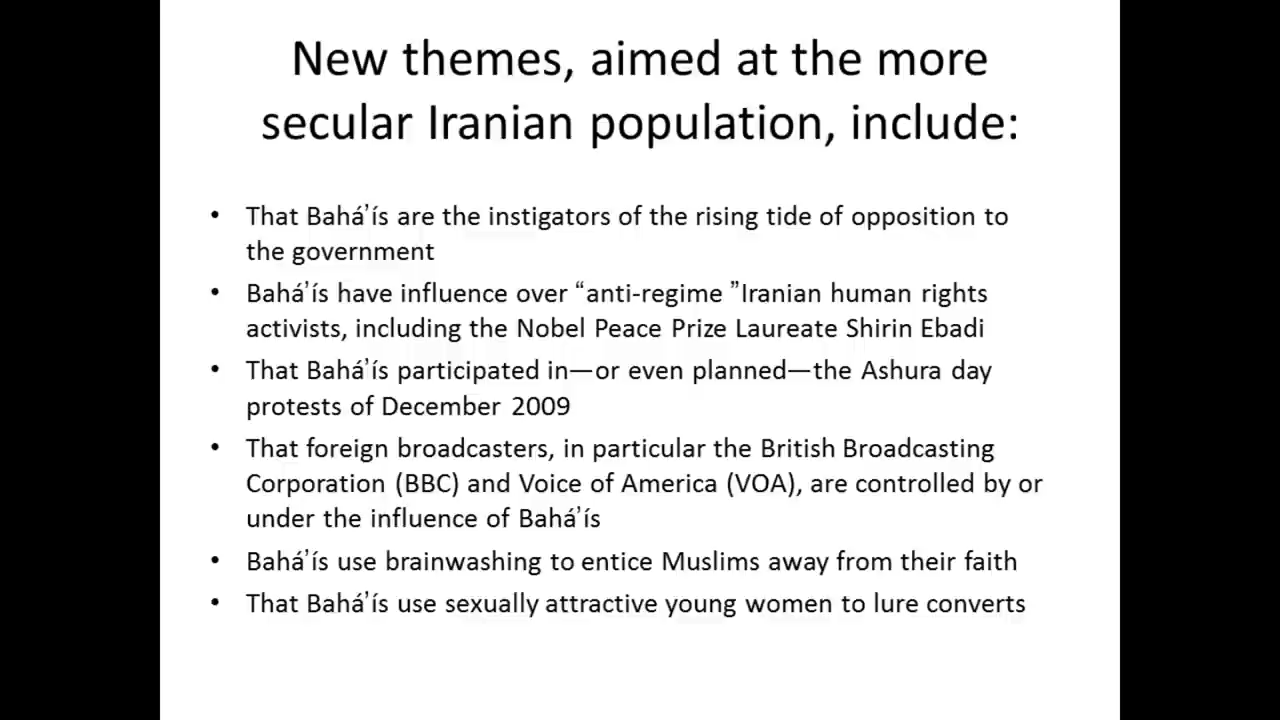 New themes, aimed at the more
secular Iranian population, include:
• That Bahá’ís are the instigators of the rising tide of opposition to
the government
• Bahá’ís have influence over “anti-regime ”Iranian human rights
activists, including the Nobel Peace Prize Laureate Shirin Ebadi
• That Bahá’ís participated in—or even planned—the Ashura day
protests of December 2009
• That foreign broadcasters, in particular the British Broadcasting
Corporation (BBC) and Voice of America (VOA), are controlled by or
under the influence of Bahá’ís
• Bahá’ís use brainwashing to entice Muslims away from their faith
• That Bahá’ís use sexually attractive young women to lure converts